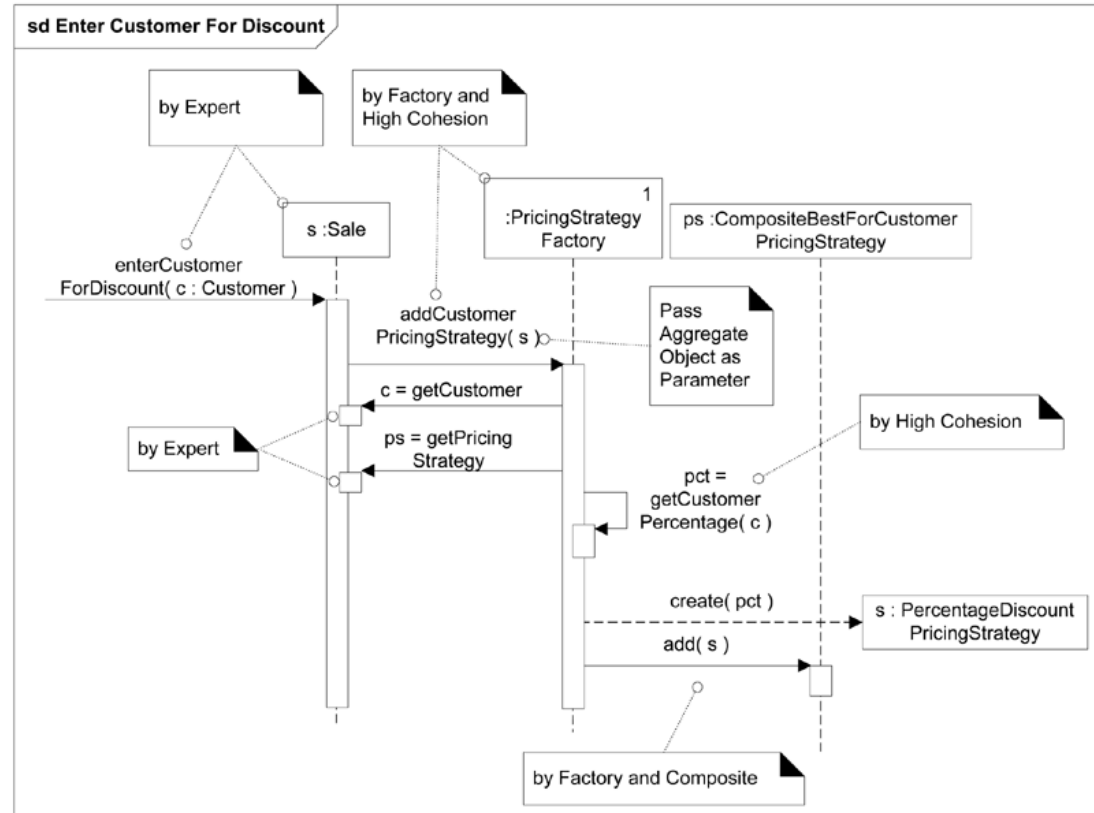 sd Enter Customer For Discount
by Expert
by Factory and
High Cohesion
1
:PricingStrategy
Factory
ps :CompositeBestForCustomer
PricingStrategy
s :Sale
enterCustomer
ForDiscount( c : Customer )
addCustomer
PricingStrategy( s )
Pass
Aggregate
Object as
Parameter
c = getCustomer
by High Cohesion
by Expert
ps = getPricing
Strategy
pct =
getCustomer
Percentage( c )
create( pct )
s : PercentageDiscount
PricingStrategy
add( s )
by Factory and Composite